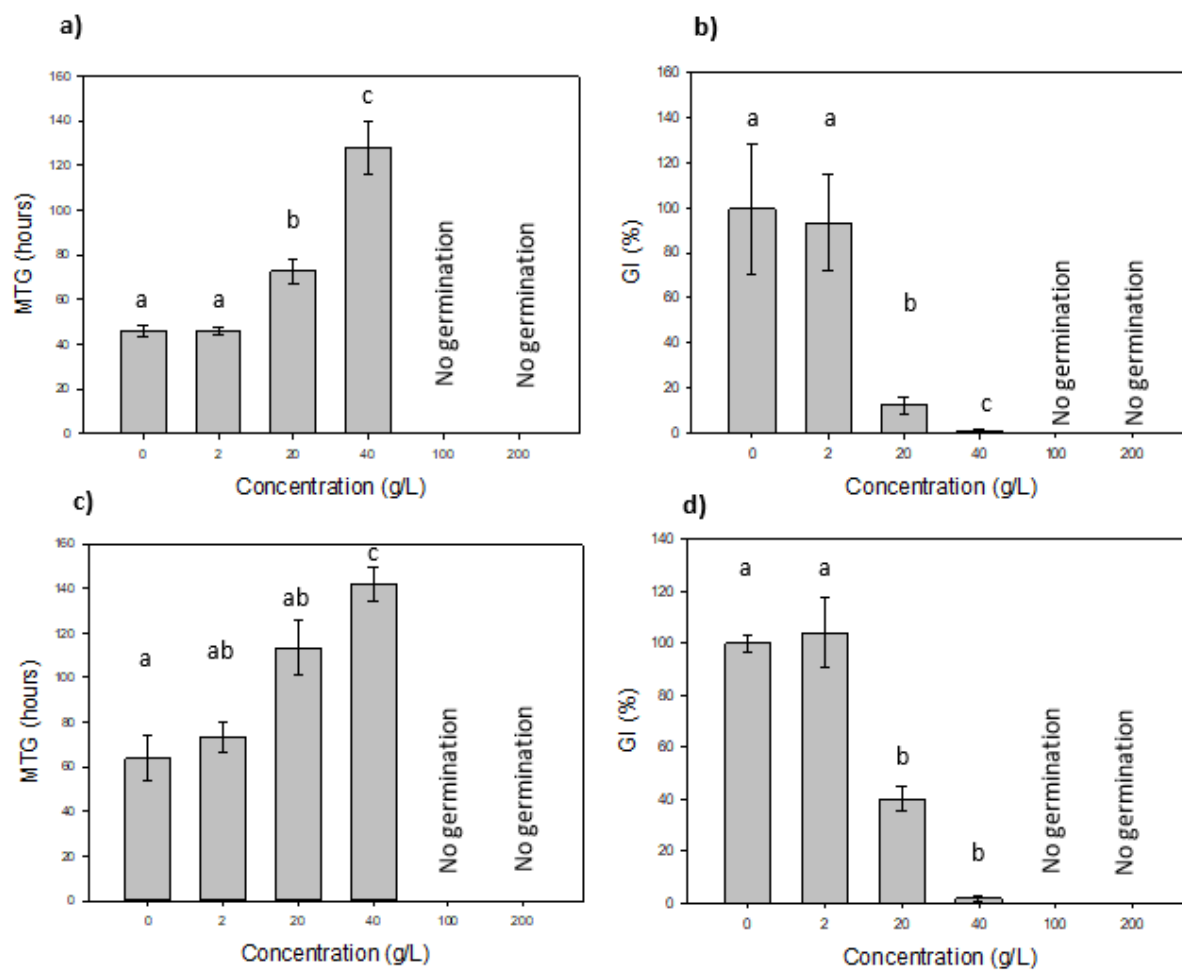 a)
MTG (hours)
160
140
120
100
80
60
40
20
0
a
a
b
c
No germination
No germination
0 2 20 40 100 200
Concentration (g/L)
b)
GI (%)
160
140
120
100
80
60
40
20
0
a
a
b
c
No germination
No germination
0 2 20 40 100 200
Concentration (g/L)
c)
MTG (hours)
160
140
120
100
80
60
40
20
0
a
ab
ab
c
No germination
No germination
0 2 20 40 100 200
Concentration (g/L)
d)
GI (%)
140
120
100
80
60
40
20
0
a
a
b
b
No germination
No germination
0 2 20 40 100 200
Concentration (g/L)